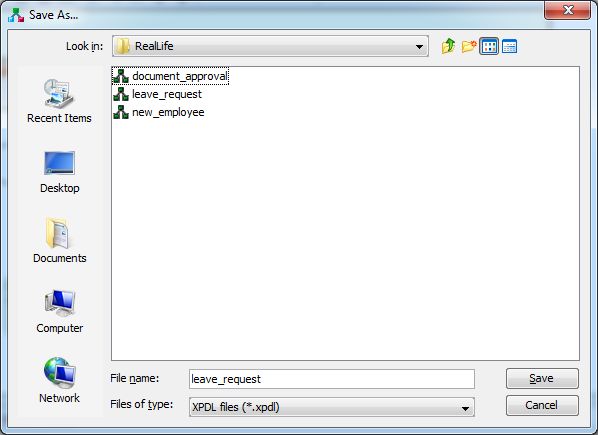 Save As...
Look in: RealLife
document_approval
leave_request
new_employee
Recent Items
Desktop
Documents
Computer
Network
File name: leave_request Save
Files of type: XPDL files (*.xpdl) Cancel